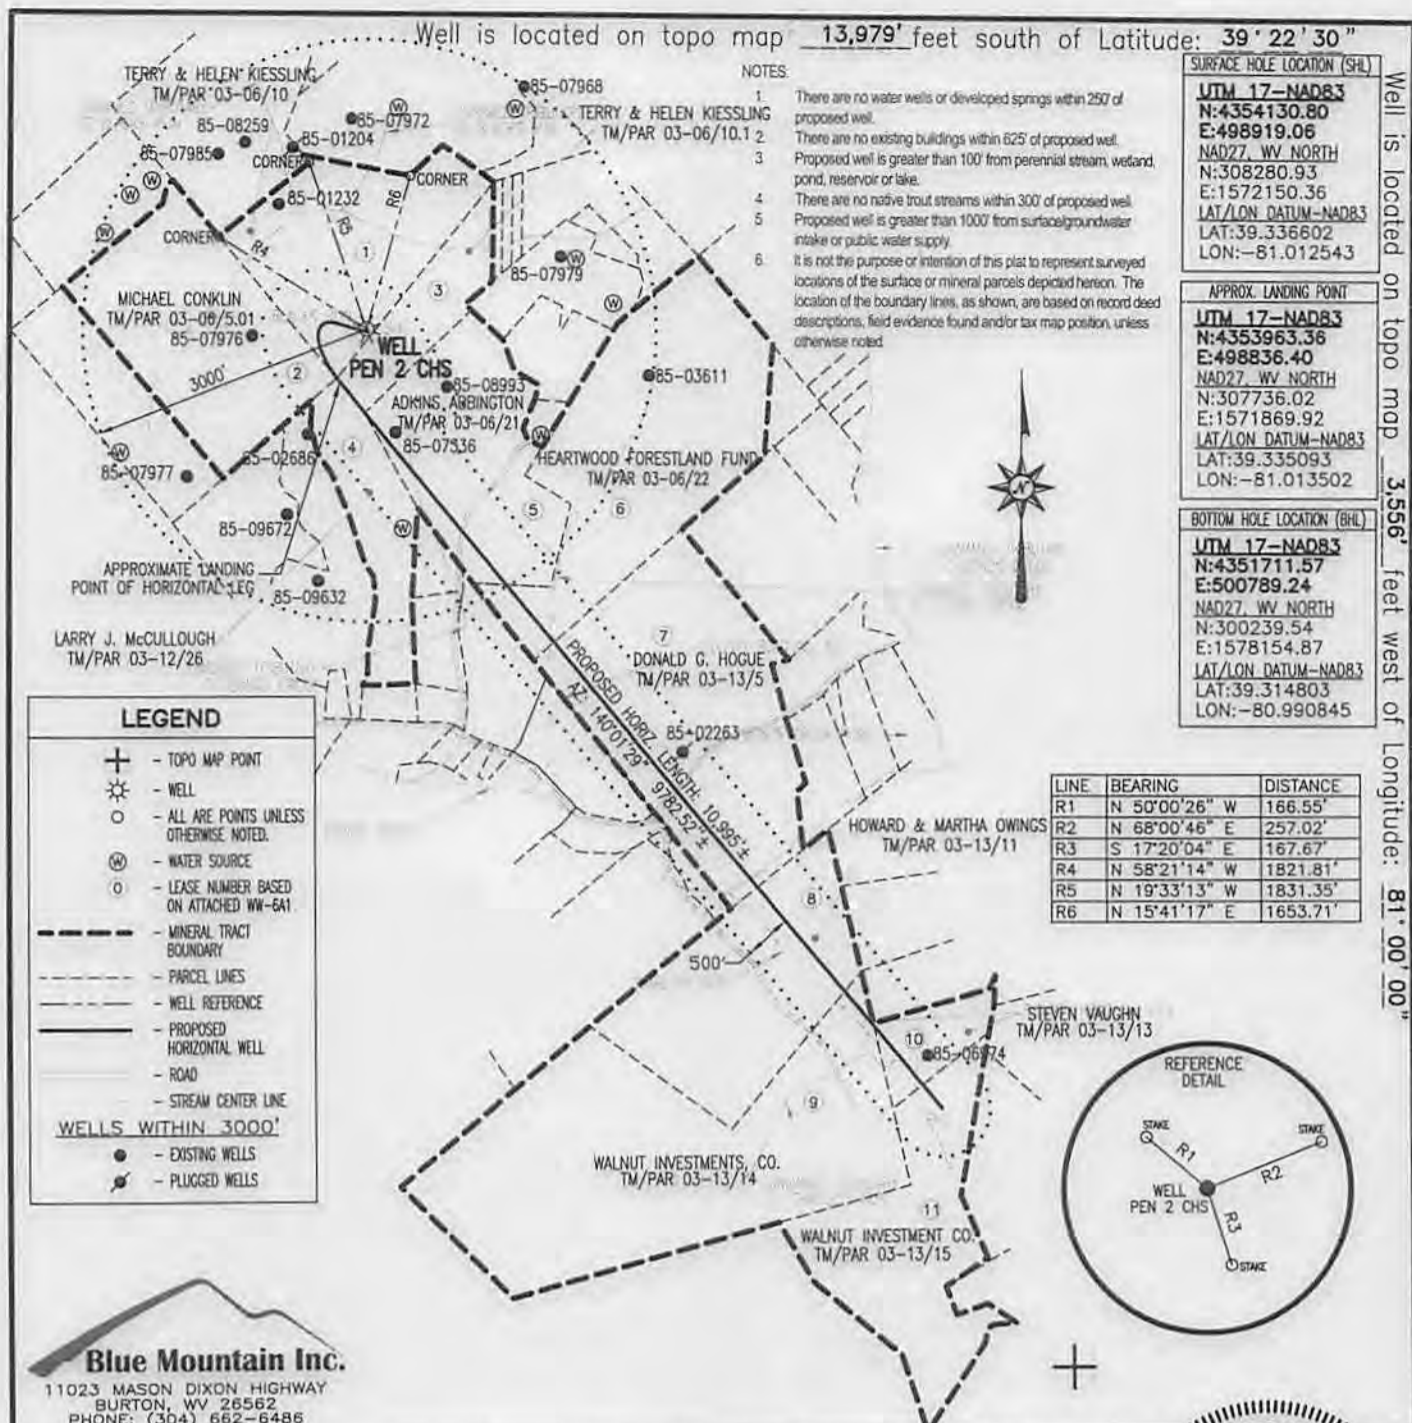 Well is located on topo map 13,979' feet south of Latitude: 39°22'30"
Well is located on topo map 3,556' feet west of Longitude: 81°00'00"
NOTES:
1 There are no water wells or developed springs within 250' of
proposed well.
2 There are no existing buildings within 625' of proposed well.
3 Proposed well is greater than 100' from perennial stream, wetland,
pond, reservoir or lake.
4 There are no native trout streams within 300' of proposed well.
5 Proposed well is greater than 1000' from surface/groundwater
intake or public water supply.
6 It is not the purpose or intention of this plat to represent surveyed
locations of the surface or mineral parcels depicted hereon. The
location of the boundary lines, as shown, are based on record deed
descriptions, field evidence found and/or tax map position, unless
otherwise noted.
SURFACE HOLE LOCATION (SHL)
UTM 17-NAD83
N:4354130.80
E:498919.06
NAD27, WV NORTH
N:308280.93
E:1572150.36
LAT/LON DATUM-NAD83
LAT:39.336602
LON:-81.012543
APPROX. LANDING POINT
UTM 17-NAD83
N:4353963.36
E:498836.40
NAD27, WV NORTH
N:307736.02
E:1571869.92
LAT/LON DATUM-NAD83
LAT:39.335093
LON:-81.013502
BOTTOM HOLE LOCATION (BHL)
UTM 17-NAD83
N:4351711.57
E:500789.24
NAD27, WV NORTH
N:300239.54
E:1578154.87
LAT/LON DATUM-NAD83
LAT:39.314803
LON:-80.990845
TERRY & HELEN KIESSLING
TM/PAR 03-06/10
85-07968
TERRY & HELEN KIESSLING
TM/PAR 03-06/10.1
85-07972
85-08259
85-01204
85-07985
CORNER
CORNER
85-01232
CORNER
R4
R5
R6
1
3
85-07979
MICHAEL CONKLIN
TM/PAR 03-06/5.01
85-07976
WELL
PEN 2 CHS
3000'
2
85-08993
ADKINS, ABBINGTON
TM/PAR 03-06/21
85-07536
85-03611
4
85-02686
85-07977
HEARTWOOD FORESTLAND FUND
TM/PAR 03-06/22
5
6
85-09672
N
APPROXIMATE LANDING
POINT OF HORIZONTAL LEG
85-09632
LARRY J. McCULLOUGH
TM/PAR 03-12/26
7
DONALD G. HOGUE
TM/PAR 03-13/5
PROPOSED HORIZ. LENGTH: 10,995'±
AZ: 140°01'29" 9782.52'±
85-02263
LEGEND
- TOPO MAP POINT
- WELL
- ALL ARE POINTS UNLESS
OTHERWISE NOTED.
W - WATER SOURCE
0 - LEASE NUMBER BASED
ON ATTACHED WW-6A1
- MINERAL TRACT
BOUNDARY
- PARCEL LINES
- WELL REFERENCE
- PROPOSED
HORIZONTAL WELL
- ROAD
- STREAM CENTER LINE
WELLS WITHIN 3000'
- EXISTING WELLS
- PLUGGED WELLS
LINE BEARING DISTANCE
R1 N 50°00'26" W 166.55'
R2 N 68°00'46" E 257.02'
R3 S 17°20'04" E 167.67'
R4 N 58°21'14" W 1821.81'
R5 N 19°33'13" W 1831.35'
R6 N 15°41'17" E 1653.71'
HOWARD & MARTHA OWINGS
TM/PAR 03-13/11
8
500'
STEVEN VAUGHN
TM/PAR 03-13/13
10
85-06974
9
WALNUT INVESTMENTS, CO.
TM/PAR 03-13/14
11
WALNUT INVESTMENT CO.
TM/PAR 03-13/15
REFERENCE
DETAIL
STAKE
STAKE
R1
R2
WELL
PEN 2 CHS
R3
STAKE
Blue Mountain Inc.
11023 MASON DIXON HIGHWAY
BURTON, WV 26562
PHONE: (304) 662-6486